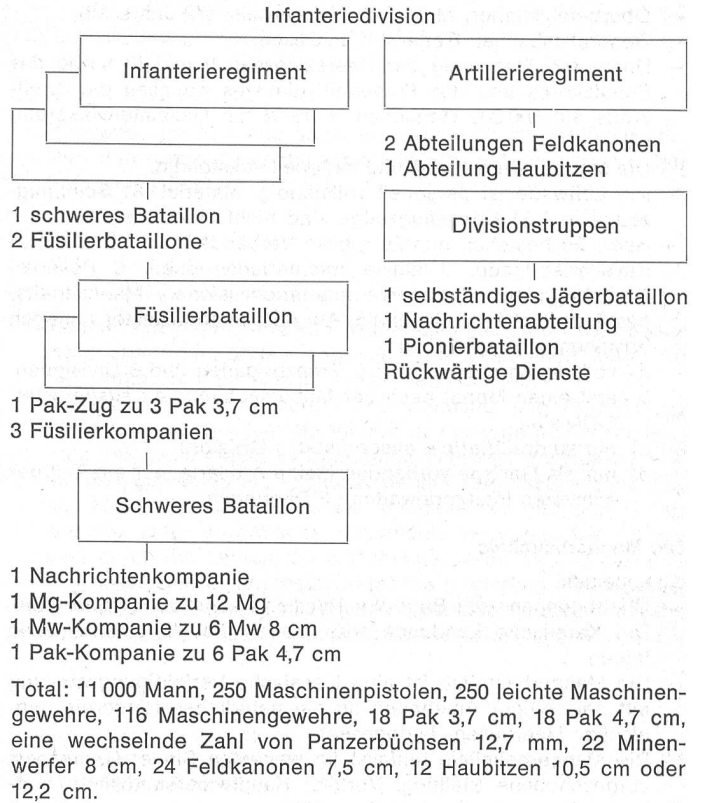 Infanteriedivision
Infanterieregiment
1 schweres Bataillon
2 Füsilierbataillone
Füsilierbataillon
1 Pak-Zug zu 3 Pak 3,7 cm
3 Füsilierkompanien
Schweres Bataillon
1 Nachrichtenkompanie
1 Mg-Kompanie zu 12 Mg
1 Mw-Kompanie zu 6 Mw 8 cm
1 Pak-Kompanie zu 6 Pak 4,7 cm
Artillerieregiment
2 Abteilungen Feldkanonen
1 Abteilung Haubitzen
Divisionstruppen
1 selbständiges Jägerbataillon
1 Nachrichtenabteilung
1 Pionierbataillon
Rückwärtige Dienste
Total: 11 000 Mann, 250 Maschinenpistolen, 250 leichte Maschinen-
gewehre, 116 Maschinengewehre, 18 Pak 3,7 cm, 18 Pak 4,7 cm,
eine wechselnde Zahl von Panzerbüchsen 12,7 mm, 22 Minen-
werfer 8 cm, 24 Feldkanonen 7,5 cm, 12 Haubitzen 10,5 cm oder
12,2 cm.